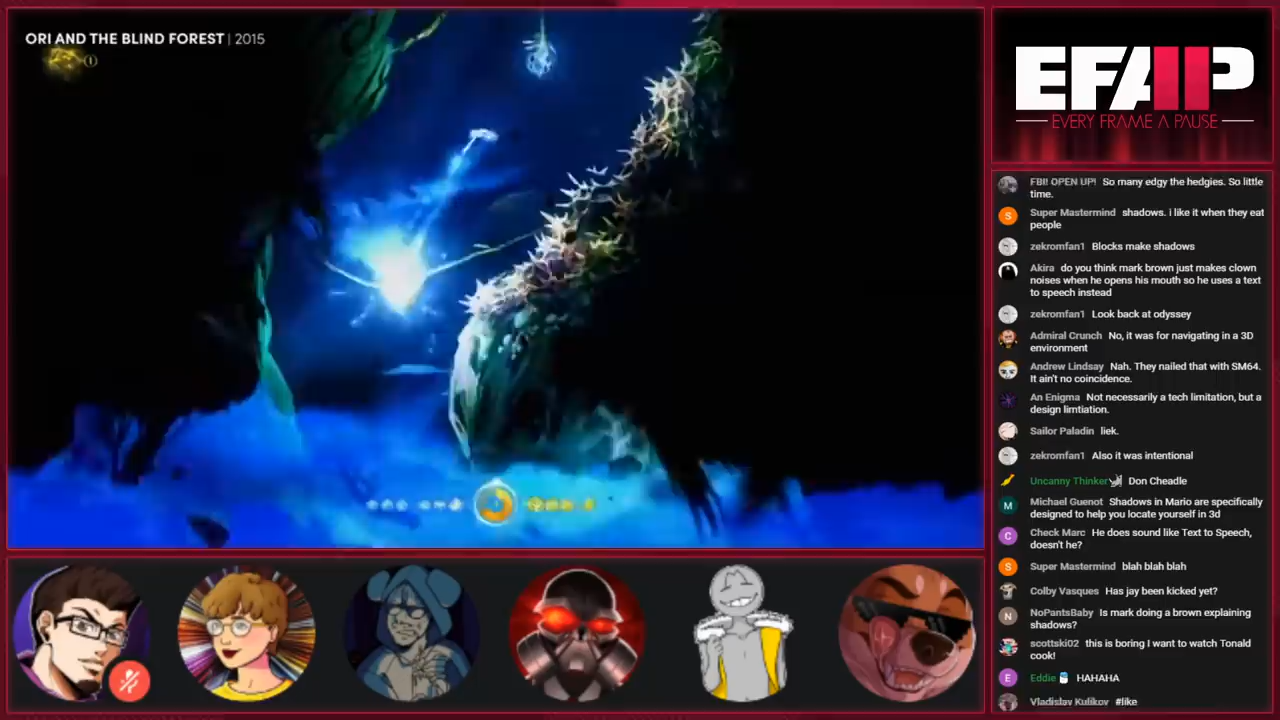 ORI AND THE BLIND FOREST | 2015
EFAP
EVERY FRAME A PAUSE
FBI! OPEN UP! So many edgy the hedgies. So little
time.
S
Super Mastermind shadows. i like it when they eat
people
zekromfan1 Blocks make shadows
Akira do you think mark brown just makes clown
noises when he opens his mouth so he uses a text
to speech instead
zekromfan1 Look back at odyssey
Admiral Crunch No, it was for navigating in a 3D
environment
Andrew Lindsay Nah. They nailed that with SM64.
It ain't no coincidence.
An Enigma Not necessarily a tech limitation, but a
design limtiation.
Sailor Paladin liek.
zekromfan1 Also it was intentional
Uncanny Thinker Don Cheadle
M
Michael Guenot Shadows in Mario are specifically
designed to help you locate yourself in 3d
C
Check Marc He does sound like Text to Speech,
doesn't he?
S
Super Mastermind blah blah blah
Colby Vasques Has jay been kicked yet?
N
NoPantsBaby Is mark doing a brown explaining
shadows?
scottski02 this is boring I want to watch Tonald
cook!
E
Eddie HAHAHA
Vladislav Kulikov #like